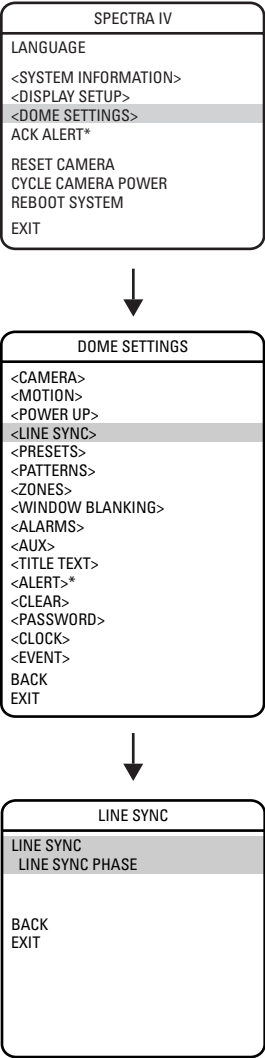 SPECTRA IV
LANGUAGE
<SYSTEM INFORMATION>
<DISPLAY SETUP>
<DOME SETTINGS>
ACK ALERT*
RESET CAMERA
CYCLE CAMERA POWER
REBOOT SYSTEM
EXIT
DOME SETTINGS
<CAMERA>
<MOTION>
<POWER UP>
<LINE SYNC>
<PRESETS>
<PATTERNS>
<ZONES>
<WINDOW BLANKING>
<ALARMS>
<AUX>
<TITLE TEXT>
<ALERT>*
<CLEAR>
<PASSWORD>
<CLOCK>
<EVENT>
BACK
EXIT
LINE SYNC
LINE SYNC
LINE SYNC PHASE
BACK
EXIT